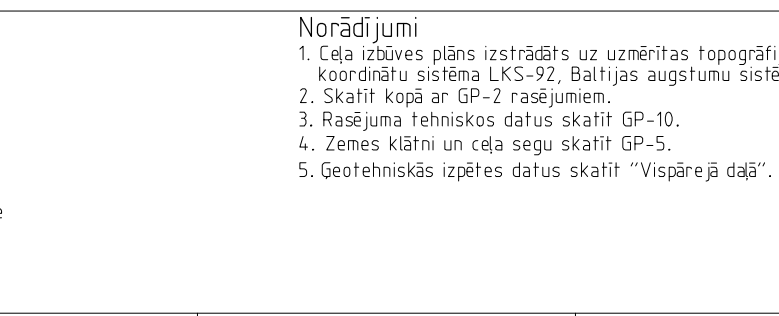 Norādījumi
1. Ceļa izbūves plāns izstrādāts uz uzmērītas topogrāfi
koordinātu sistēma LKS-92, Baltijas augstumu sistē
2. Skatīt kopā ar GP-2 rasējumiem.
3. Rasējuma tehniskos datus skatīt GP-10.
4. Zemes klātni un ceļa segu skatīt GP-5.
5. Ģeotehniskās izpētes datus skatīt "Vispārejā daļā".
e